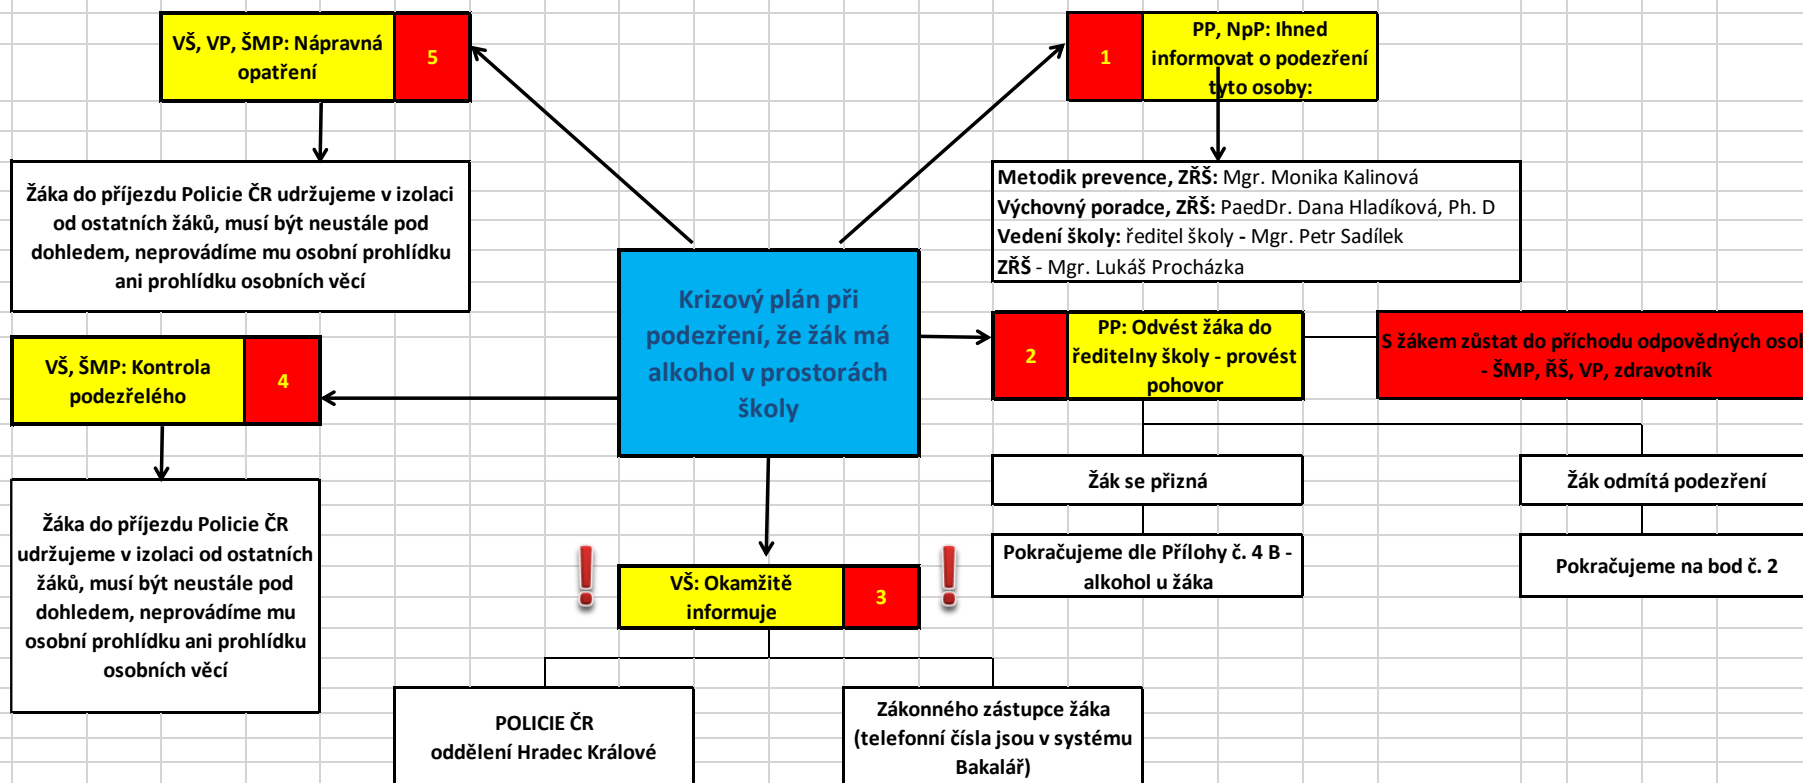 VŠ, VP, ŠMP: Nápravná
opatření
5
1
PP, NpP: Ihned
informovat o podezření
tyto osoby:
Žáka do příjezdu Policie ČR udržujeme v izolaci
od ostatních žáků, musí být neustále pod
dohledem, neprovádíme mu osobní prohlídku
ani prohlídku osobních věcí
Metodik prevence, ZŘŠ: Mgr. Monika Kalinová
Výchovný poradce, ZŘŠ: PaedDr. Dana Hladíková, Ph. D
Vedení školy: ředitel školy - Mgr. Petr Sadílek
ZŘŠ - Mgr. Lukáš Procházka
Krizový plán při
podezření, že žák má
alkohol v prostorách
školy
2
PP: Odvést žáka do
ředitelny školy - provést
pohovor
S žákem zůstat do příchodu odpovědných osob
- ŠMP, ŘŠ, VP, zdravotník
VŠ, ŠMP: Kontrola
podezřelého
4
Žák se přizná
Žák odmítá podezření
Pokračujeme dle Přílohy č. 4 B -
alkohol u žáka
Pokračujeme na bod č. 2
Žáka do příjezdu Policie ČR
udržujeme v izolaci od ostatních
žáků, musí být neustále pod
dohledem, neprovádíme mu
osobní prohlídku ani prohlídku
osobních věcí
VŠ: Okamžitě
informuje
3
POLICIE ČR
oddělení Hradec Králové
Zákonného zástupce žáka
(telefonní čísla jsou v systému
Bakalář)